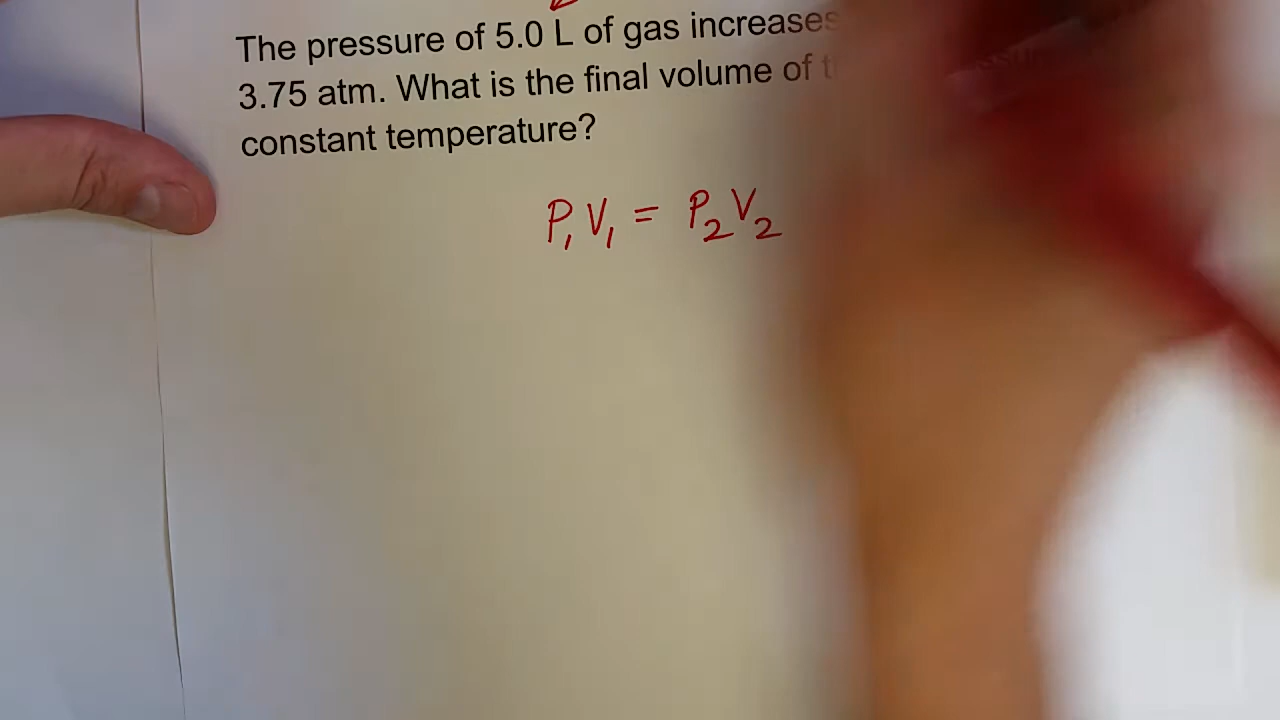 The pressure of 5.0 L of gas increases
3.75 atm. What is the final volume of
constant temperature?
P₁V₁ = P₂V₂